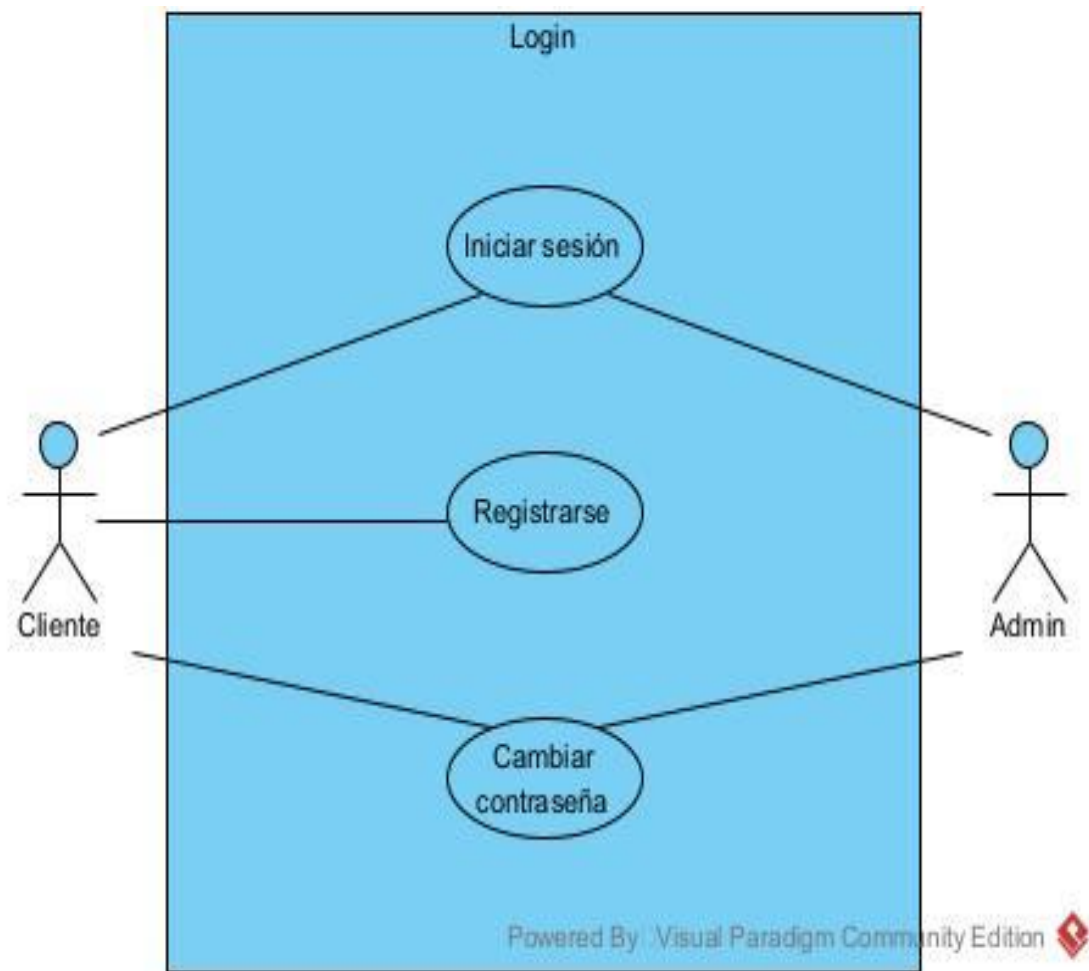 Login
Iniciar sesión
Registrarse
Cliente
Admin
Cambiar
contraseña
Powered By Visual Paradigm Community Edition